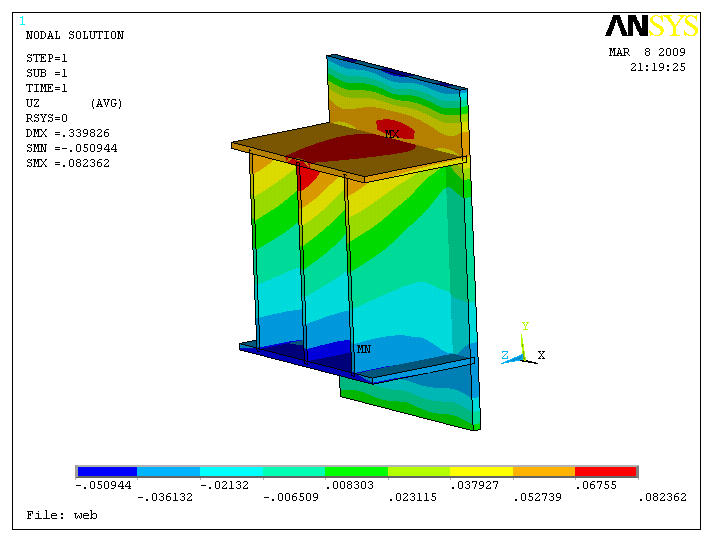 1
ANSYS
NODAL SOLUTION
MAR 8 2009
21:19:25
STEP=1
SUB =1
TIME=1
UZ (AVG)
RSYS=0
DMX =.339826
SMN =-.050944
SMX =.082362
MX
MN
Y
Z X
-.050944 -.02132 .008303 .037927 .06755
-.036132 -.006509 .023115 .052739 .082362
File: web